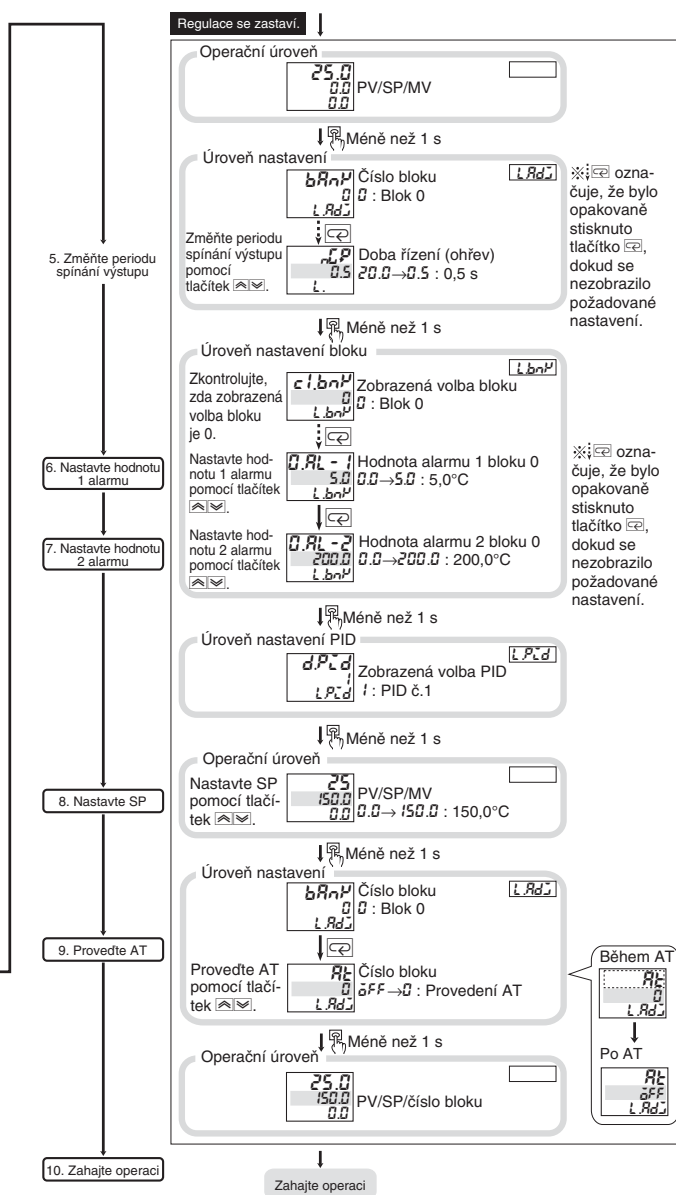 Regulace se zastaví.
Operační úroveň
25.0
0.0
0.0
PV/SP/MV
Méně než 1 s
Úroveň nastavení
L.AdJ
bAnK
0
L.AdJ
Číslo bloku
0 : Blok 0
5. Změňte periodu
spínání výstupu
Změňte periodu
spínání výstupu
pomocí
tlačítek
.
CP
0.5
L.
Doba řízení (ohřev)
20.0→0.5 : 0,5 s
※ ozna-
čuje, že bylo
opakovaně
stisknuto
tlačítko ,
dokud se
nezobrazilo
požadované
nastavení.
Méně než 1 s
Úroveň nastavení bloku
L.bnK
Zkontrolujte,
zda zobrazená
volba bloku
je 0.
c1.bnK
0
L.bnK
Zobrazená volba bloku
0 : Blok 0
6. Nastavte hodnotu
1 alarmu
Nastavte hod-
notu 1 alarmu
pomocí tlačítek
.
0.AL-1
5.0
L.bnK
Hodnota alarmu 1 bloku 0
0.0→5.0 : 5,0°C
7. Nastavte hodnotu
2 alarmu
Nastavte hod-
notu 2 alarmu
pomocí tlačítek
.
0.AL-2
200.0
L.bnK
Hodnota alarmu 2 bloku 0
0.0→200.0 : 200,0°C
※ ozna-
čuje, že bylo
opakovaně
stisknuto
tlačítko ,
dokud se
nezobrazilo
požadované
nastavení.
Méně než 1 s
Úroveň nastavení PID
L.Pid
d.Pid
1
L.Pid
Zobrazená volba PID
1 : PID č.1
Méně než 1 s
Operační úroveň
8. Nastavte SP
Nastavte SP
pomocí tlačí-
tek .
25
150.0
0.0
PV/SP/MV
0.0→150.0 : 150,0°C
Méně než 1 s
Úroveň nastavení
L.AdJ
bAnK
0
L.AdJ
Číslo bloku
0 : Blok 0
9. Proveďte AT
Proveďte AT
pomocí tlačí-
tek .
At
0
L.AdJ
Číslo bloku
oFF→0 : Provedení AT
Během AT
At
0
L.AdJ
Po AT
At
oFF
L.AdJ
Méně než 1 s
Operační úroveň
25.0
150.0
0.0
PV/SP/číslo bloku
10. Zahajte operaci
Zahajte operaci